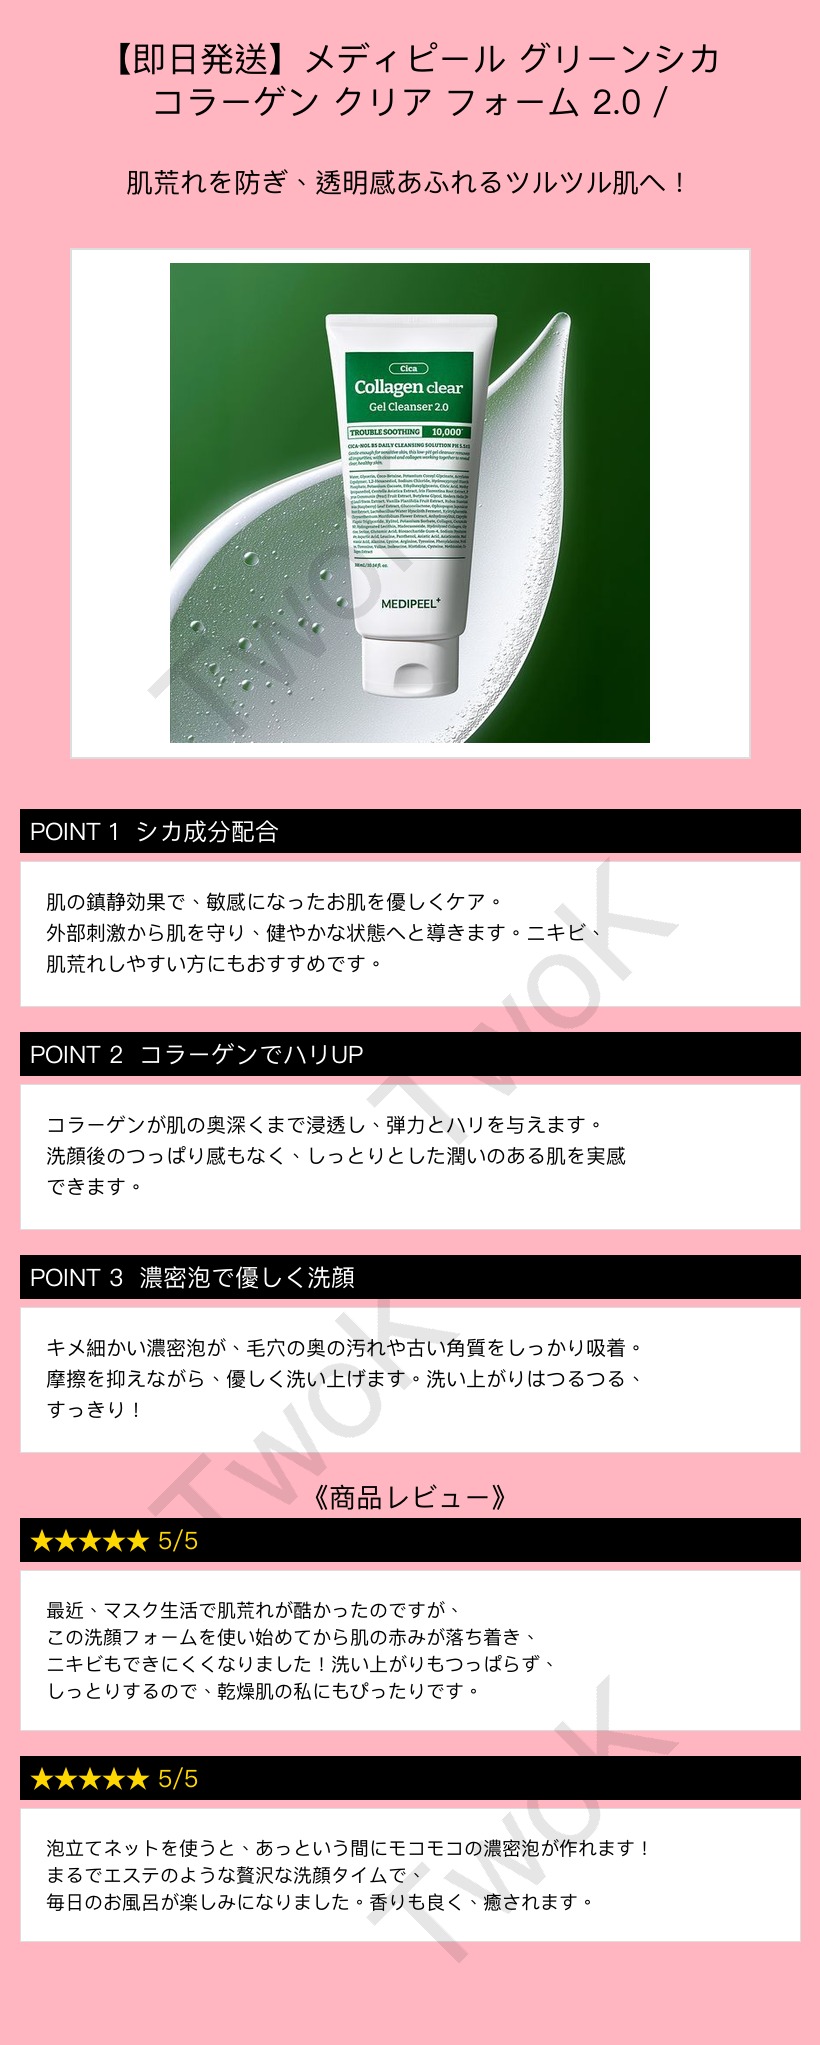 【即日発送】メディピール グリーンシカ
コラーゲン クリア フォーム 2.0 /
肌荒れを防ぎ、透明感あふれるツルツル肌へ！
Cica
Collagen clear
Gel Cleanser 2.0
TROUBLE SOOTHING 10,000
CICA-NOL B5 DAILY CLEANSING SOLUTION PH 5.5
MEDIPEEL+
POINT 1 シカ成分配合
肌の鎮静効果で、敏感になったお肌を優しくケア。
外部刺激から肌を守り、健やかな状態へと導きます。ニキビ、
肌荒れしやすい方にもおすすめです。
POINT 2 コラーゲンでハリUP
コラーゲンが肌の奥深くまで浸透し、弾力とハリを与えます。
洗顔後のつっぱり感もなく、しっとりとした潤いのある肌を実感
できます。
POINT 3 濃密泡で優しく洗顔
キメ細かい濃密泡が、毛穴の奥の汚れや古い角質をしっかり吸着。
摩擦を抑えながら、優しく洗い上げます。洗い上がりはつるつる、
すっきり！
《商品レビュー》
★★★★★ 5/5
最近、マスク生活で肌荒れが酷かったのですが、
この洗顔フォームを使い始めてから肌の赤みが落ち着き、
ニキビもできにくくなりました！洗い上がりもつっぱらず、
しっとりするので、乾燥肌の私にもぴったりです。
★★★★★ 5/5
泡立てネットを使うと、あっという間にモコモコの濃密泡が作れます！
まるでエステのような贅沢な洗顔タイムで、
毎日のお風呂が楽しみになりました。香りも良く、癒されます。
TwoK
TwoK
TwoK
TwoK